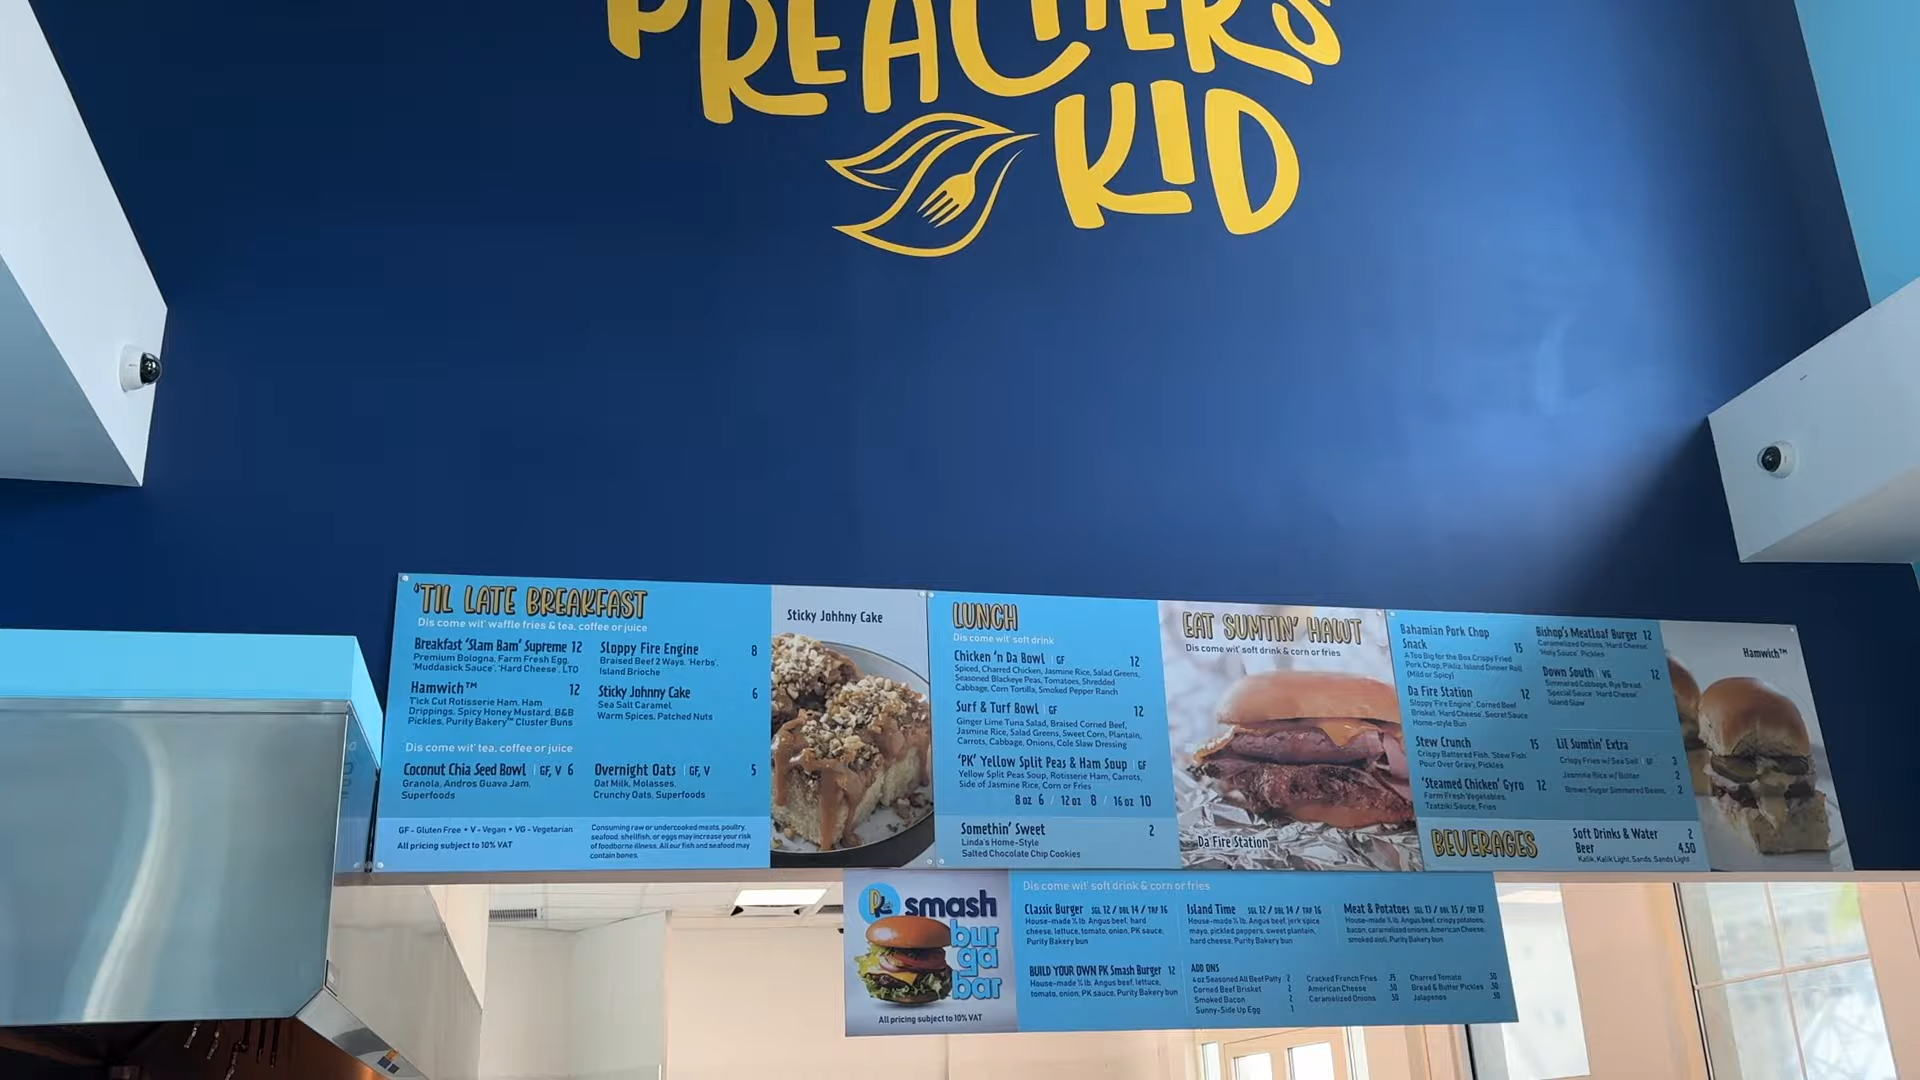 PREACHERS
KID
'TIL LATE BREAKFAST
Dis come wit' waffle fries & tea, coffee or juice
Breakfast 'Slam Bam' Supreme 12
Premium Bologna, Farm Fresh Egg,
'Muddasick Sauce', 'Hard Cheese', LTO
Hamwich™ 12
Tick Cut Rotisserie Ham, Ham
Drippings, Spicy Honey Mustard, B&B
Pickles, Purity Bakery™ Cluster Buns
Sloppy Fire Engine 8
Braised Beef 2 Ways, 'Herbs',
Island Brioche
Sticky Johnny Cake 6
Sea Salt Caramel
Warm Spices, Patched Nuts
Dis come wit' tea, coffee or juice
Coconut Chia Seed Bowl | GF, V 6
Granola, Andros Guava Jam,
Superfoods
Overnight Oats | GF, V 5
Oat Milk, Molasses,
Crunchy Oats, Superfoods
GF - Gluten Free • V - Vegan • VG - Vegetarian
All pricing subject to 10% VAT
Consuming raw or undercooked meats, poultry,
seafood, shellfish, or eggs may increase your risk
of foodborne illness. All our fish and seafood may
contain bones.
Sticky Johhny Cake
LUNCH
Dis come wit' soft drink
Chicken 'n Da Bowl | GF 12
Spiced, Charred Chicken, Jasmine Rice, Salad Greens,
Seasoned Blackeye Peas, Tomatoes, Shredded
Cabbage, Corn Tortilla, Smoked Pepper Ranch
Surf & Turf Bowl | GF 12
Ginger Lime Tuna Salad, Braised Corned Beef,
Jasmine Rice, Salad Greens, Sweet Corn, Plantain,
Carrots, Cabbage, Onions, Cole Slaw Dressing
'PK' Yellow Split Peas & Ham Soup | GF
Yellow Split Peas Soup, Rotisserie Ham, Carrots,
Side of Jasmine Rice, Corn or Fries
8 oz 6 / 12 oz 8 / 16 oz 10
Somethin' Sweet 2
Linda's Home-Style
Salted Chocolate Chip Cookies
EAT SUMTIN' HAWT
Dis come wit' soft drink & corn or fries
Da Fire Station
Bahamian Pork Chop
Snack 15
A Too Big for the Box Crispy Fried
Pork Chop, Pikliz, Island Dinner Roll
(Mild or Spicy)
Da Fire Station 12
Sloppy Fire Engine', Corned Beef
Brisket, 'Hard Cheese', Secret Sauce
Home-style Bun
Stew Crunch 15
Crispy Battered Fish, 'Stew Fish'
Pour Over Gravy, Pickles
'Steamed Chicken' Gyro 12
Farm Fresh Vegetables,
Tzatziki Sauce, Fries
Bishop's MeatLoaf Burger 12
Caramelized Onions, 'Hard Cheese'
'Holy Sauce', Pickles
Down South | VG 12
Simmered Cabbage, Rye Bread
'Special Sauce' 'Hard Cheese'
Island Slaw
Lil Sumtin' Extra
Crispy Fries w/ Sea Salt | GF 3
Jasmine Rice w/ Butter 2
Brown Sugar Simmered Beans 2
BEVERAGES
Soft Drinks & Water 2
Beer 4.50
Kalik, Kalik Light, Sands, Sands Light
Hamwich™
smash
bur
ga
bar
All pricing subject to 10% VAT
Dis come wit' soft drink & corn or fries
Classic Burger SGL 12 / DBL 14 / TRP 16
House-made ¼ lb. Angus beef, hard
cheese, lettuce, tomato, onion, PK sauce,
Purity Bakery bun
Island Time SGL 12 / DBL 14 / TRP 16
House-made ¼ lb. Angus beef, jerk spice
mayo, pickled peppers, sweet plantain,
hard cheese, Purity Bakery bun
Meat & Potatoes SGL 13 / DBL 15 / TRP 17
House-made ¼ lb. Angus beef, crispy potatoes,
bacon, caramelized onions, American Cheese,
smoked aioli, Purity Bakery bun
BUILD YOUR OWN PK Smash Burger 12
House-made ¼ lb. Angus beef, lettuce,
tomato, onion, PK sauce, Purity Bakery bun
ADD ONS
4 oz Seasoned All Beef Patty 2
Corned Beef Brisket 2
Smoked Bacon 2
Sunny-Side Up Egg 1
Cracked Franch Fries .75
American Cheese .50
Caramelized Onions .50
Charred Tomato .50
Bread & Butter Pickles .50
Jalapenos .50